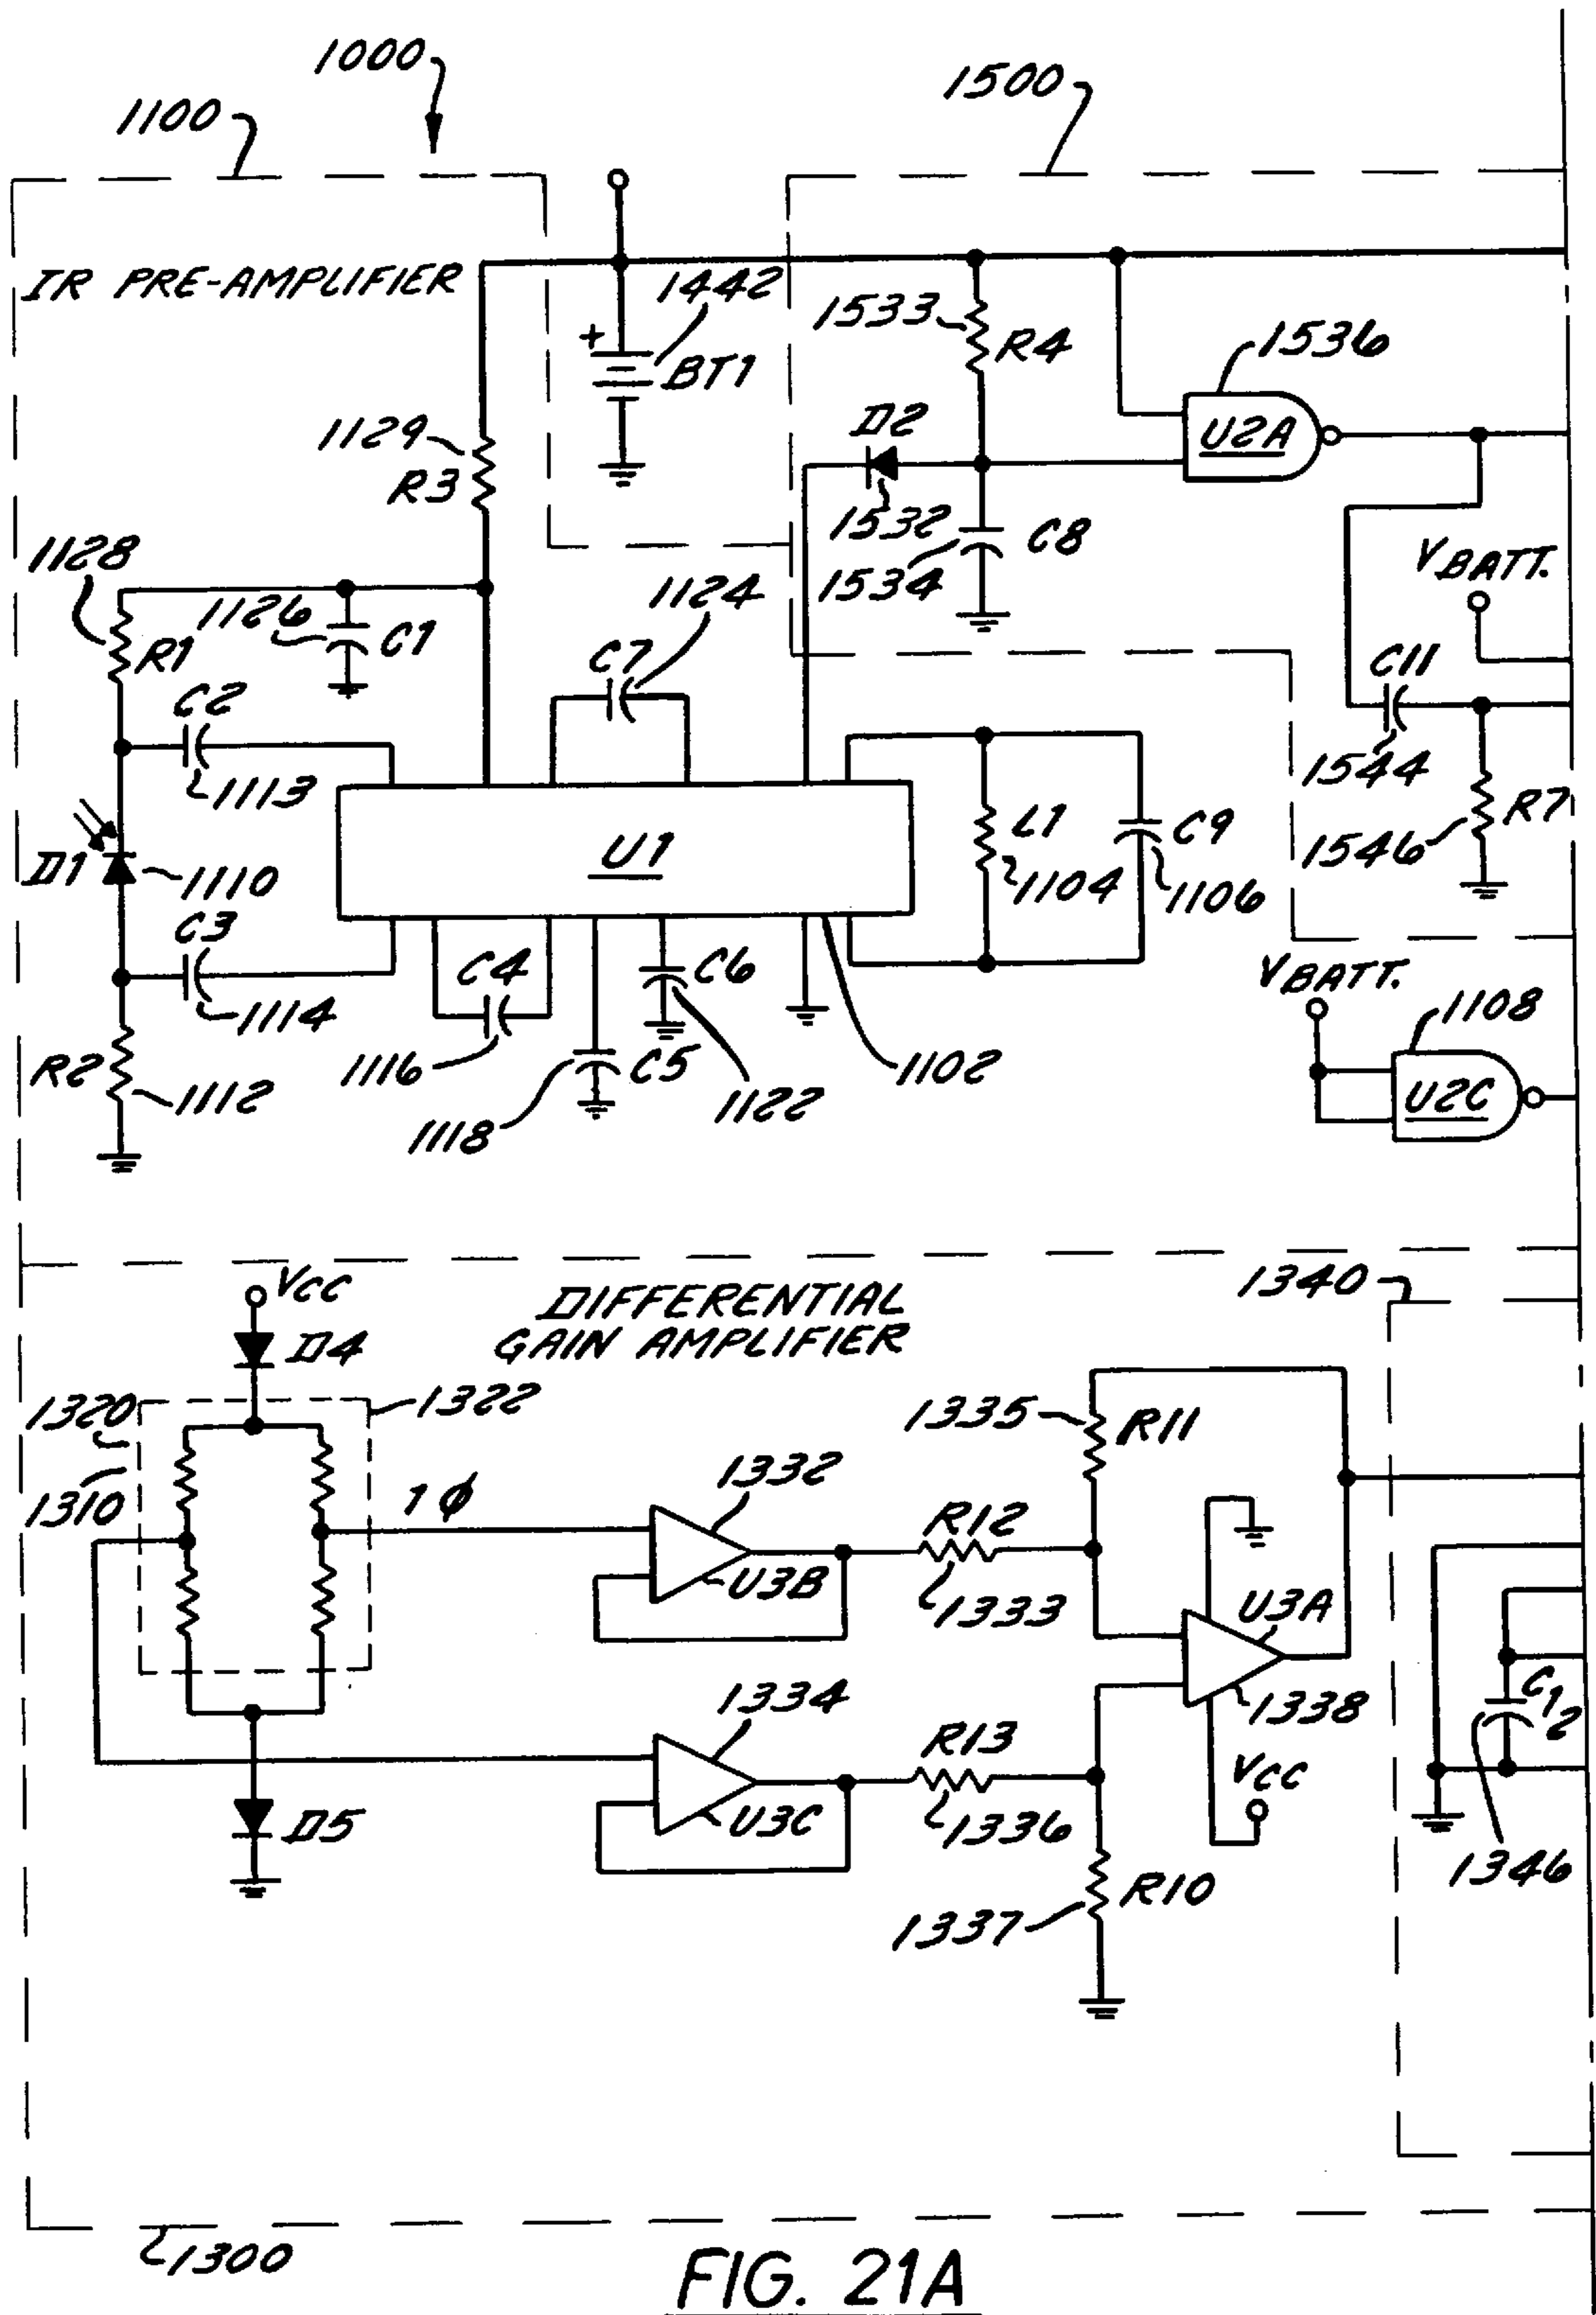 1000
1100
1500
IR PRE-AMPLIFIER
1442
+
BT1
1533
R4
1536
U2A
D2
1532
1534
C8
1129
R3
1128
R1
1126
C1
1124
C7
VBATT.
C11
1544
R7
1546
C2
1113
D1
1110
U1
L1
1104
C9
1106
C3
1114
C4
1116
C6
1122
C5
1118
1102
R2
1112
VBATT.
1108
U2C
VCC
D4
DIFFERENTIAL
GAIN AMPLIFIER
1340
1320
1322
1310
1 φ
1332
U3B
R12
1333
1335
R11
U3A
1338
VCC
1334
U3C
R13
1336
D5
R10
1337
C12
1346
1300
FIG. 21A